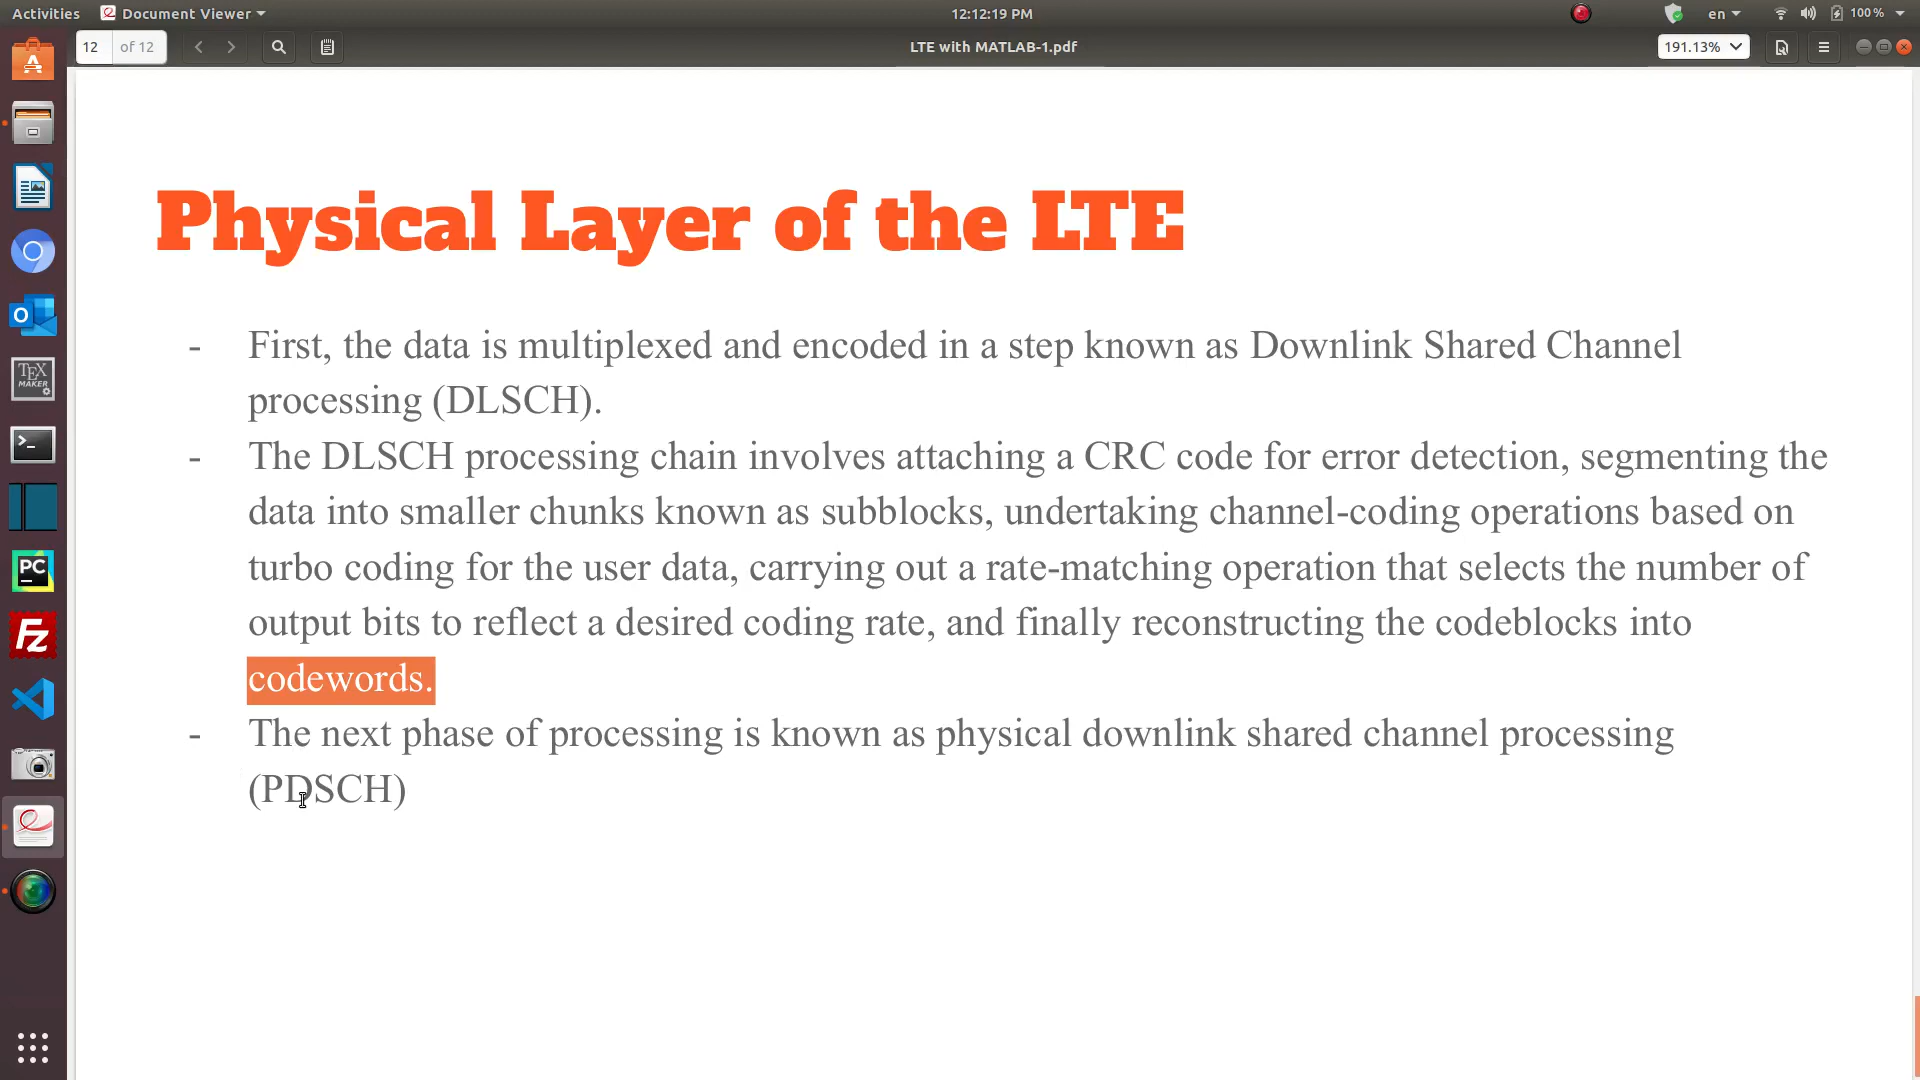 Activities Document Viewer 12:12:19 PM en 100 %
12 of 12 LTE with MATLAB-1.pdf 191.13%
Physical Layer of the LTE
- First, the data is multiplexed and encoded in a step known as Downlink Shared Channel
processing (DLSCH).
- The DLSCH processing chain involves attaching a CRC code for error detection, segmenting the
data into smaller chunks known as subblocks, undertaking channel-coding operations based on
turbo coding for the user data, carrying out a rate-matching operation that selects the number of
output bits to reflect a desired coding rate, and finally reconstructing the codeblocks into
codewords.
- The next phase of processing is known as physical downlink shared channel processing
(PDSCH)
A
O
TEX
MAKER
>_
PC
FZ